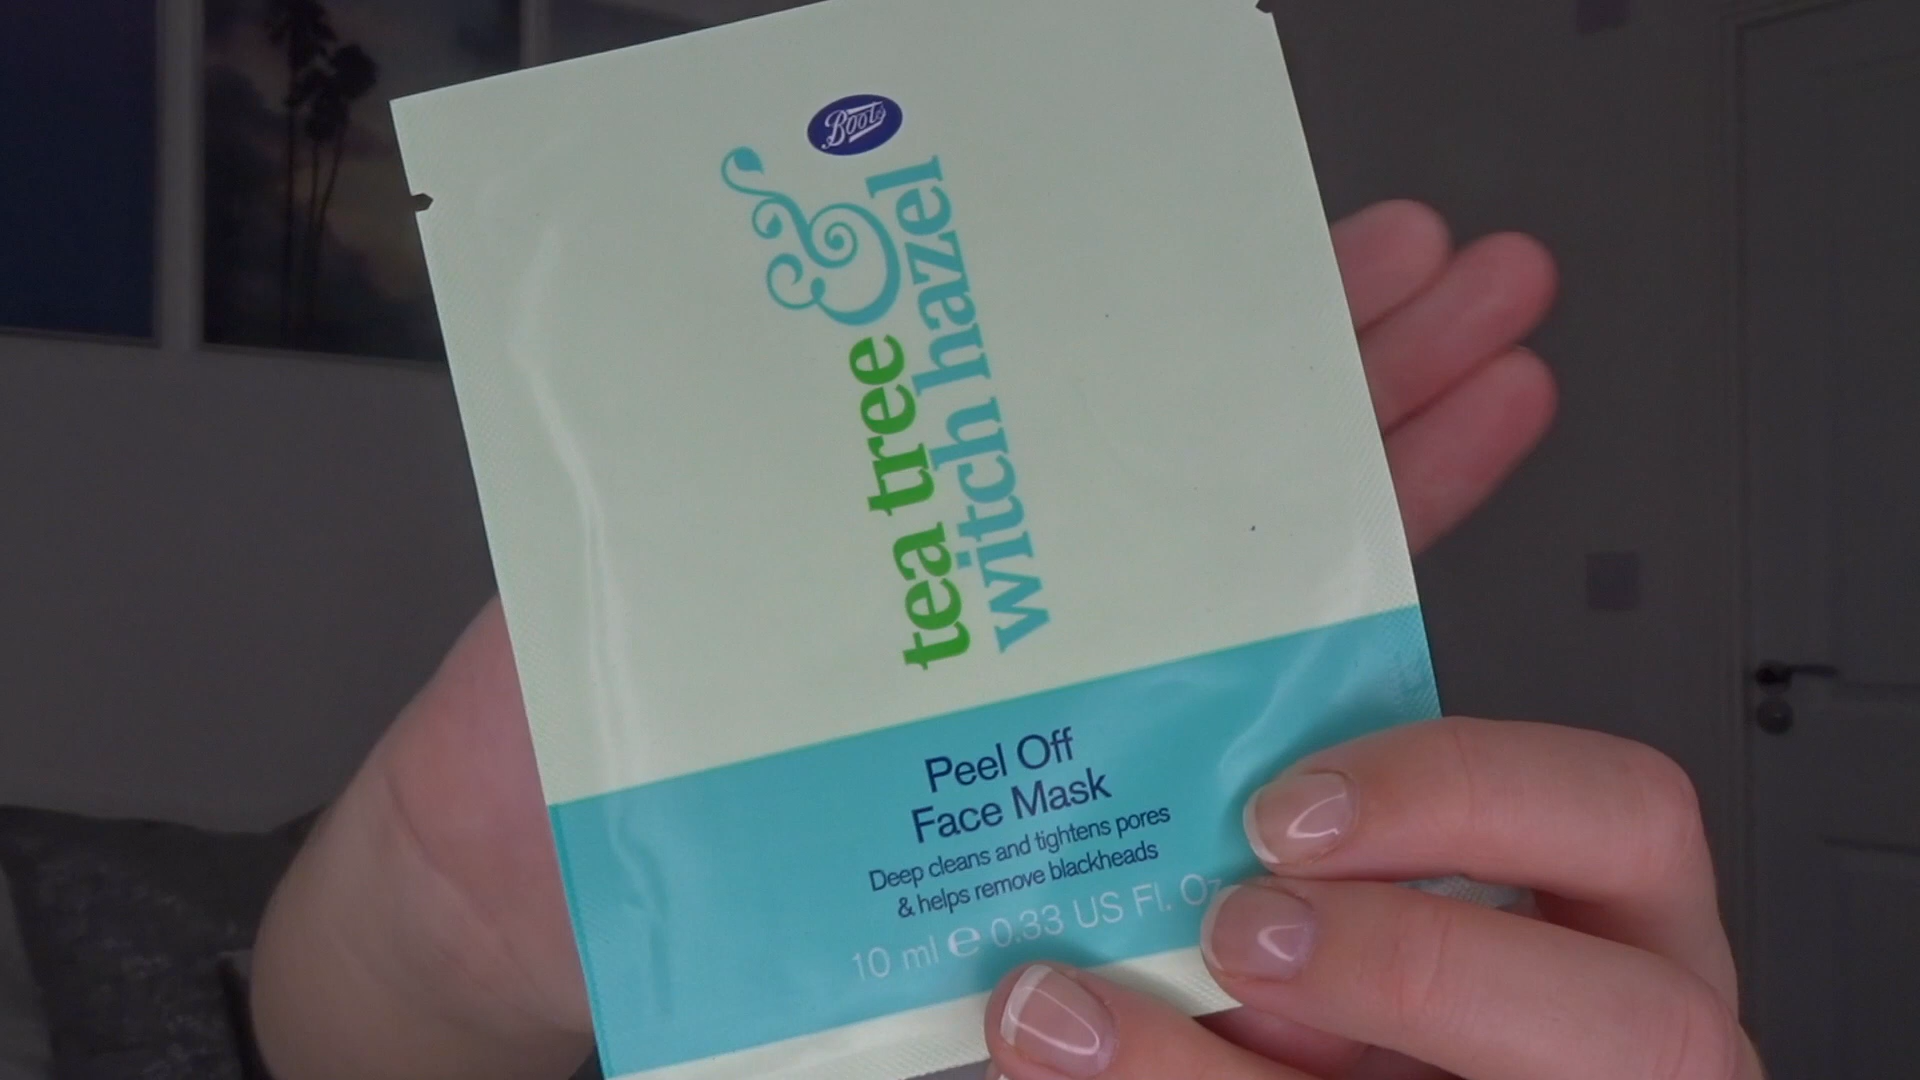 Boots
tea tree &
witch hazel
Peel Off
Face Mask
Deep cleans and tightens pores
& helps remove blackheads
10 ml e 0.33 US Fl. Oz